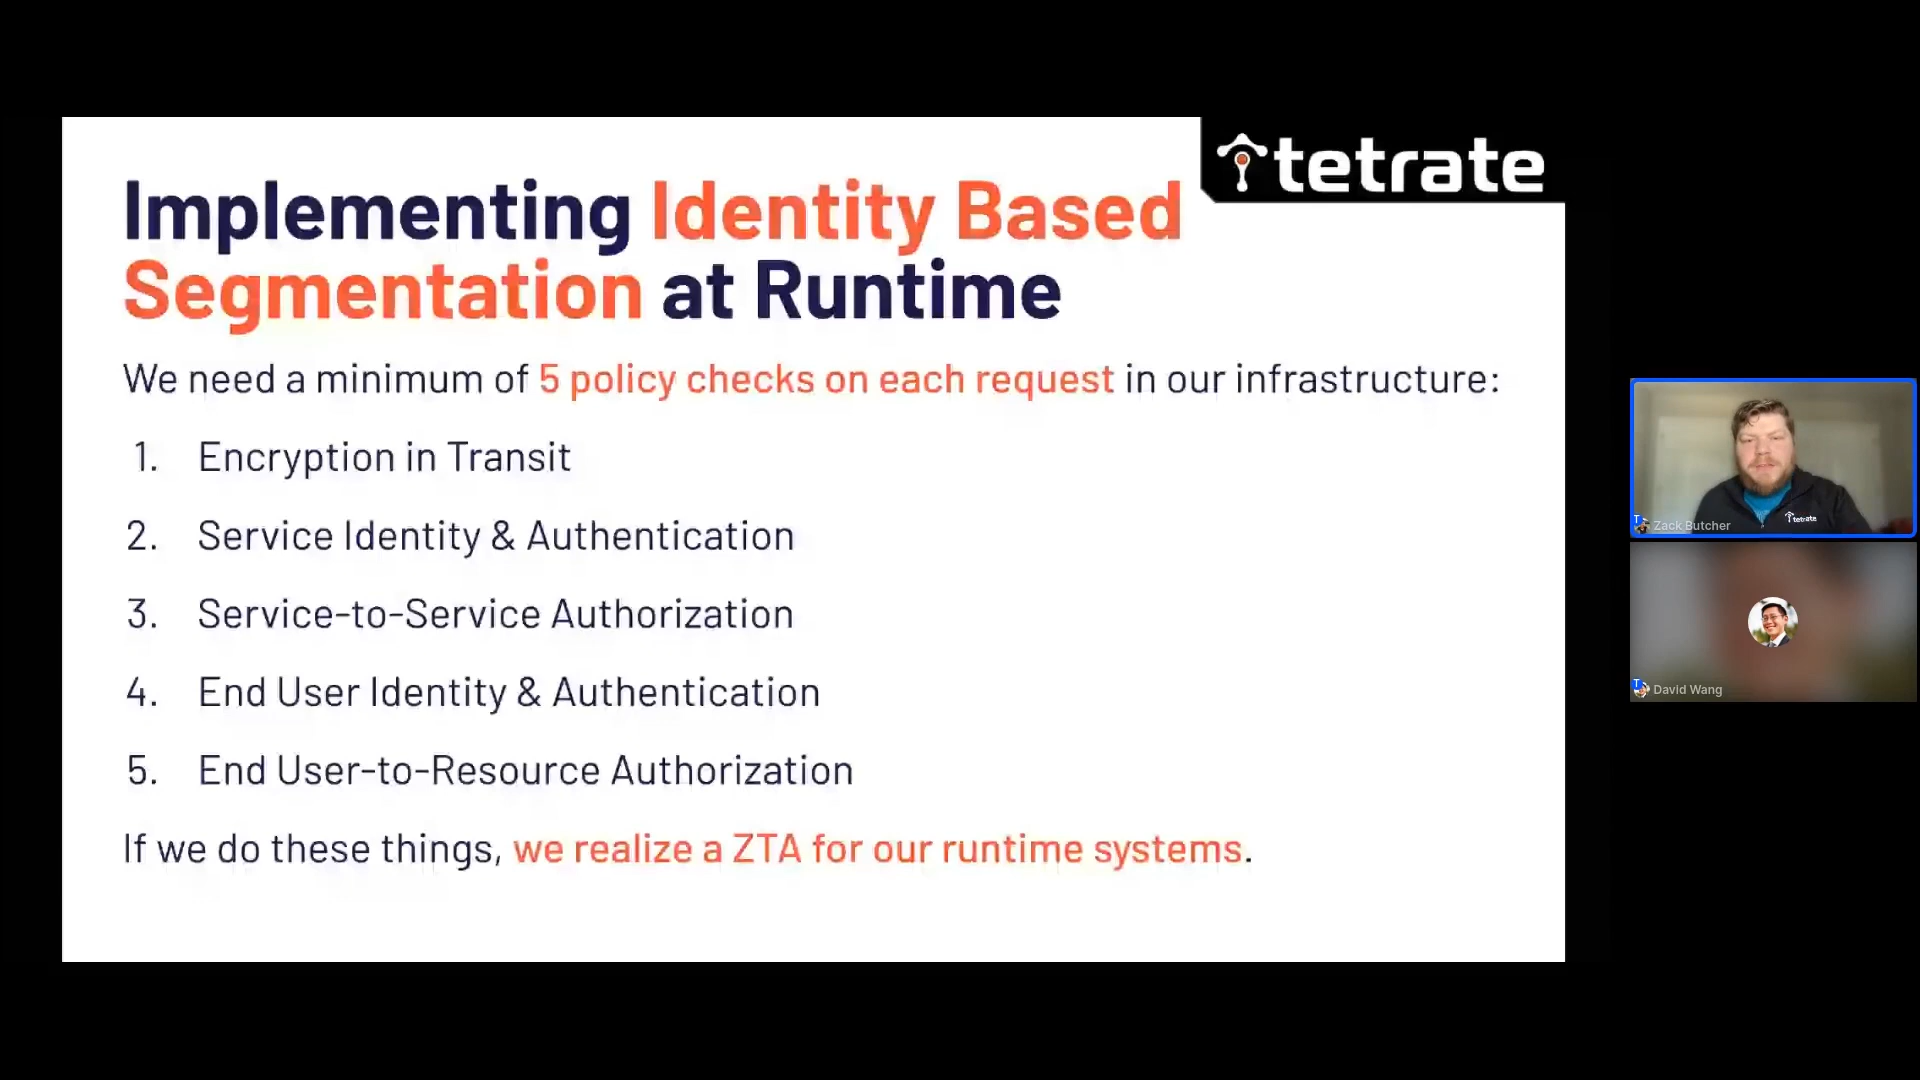 tetrate
Implementing Identity Based
Segmentation at Runtime
We need a minimum of 5 policy checks on each request in our infrastructure:
1. Encryption in Transit
2. Service Identity & Authentication
3. Service-to-Service Authorization
4. End User Identity & Authentication
5. End User-to-Resource Authorization
If we do these things, we realize a ZTA for our runtime systems.
tetrate
T Zack Butcher
T David Wang